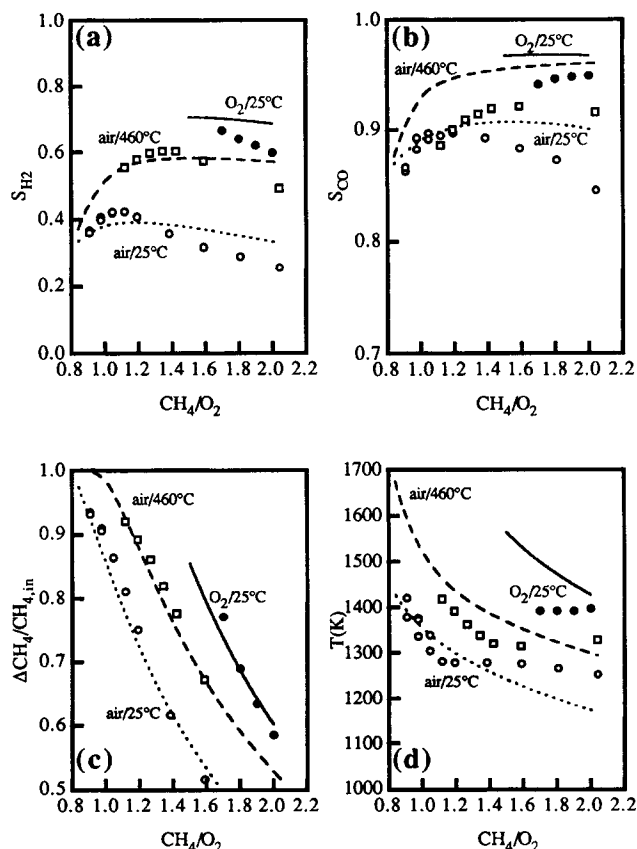 (a)
O2/25°C
air/460°C
air/25°C
SH2
1.0
0.8
0.6
0.4
0.2
0.0
0.8 1.0 1.2 1.4 1.6 1.8 2.0 2.2
CH4/O2
(b)
O2/25°C
air/460°C
air/25°C
SCO
1.0
0.9
0.8
0.7
0.8 1.0 1.2 1.4 1.6 1.8 2.0 2.2
CH4/O2
(c)
air/460°C
O2/25°C
air/25°C
ΔCH4/CH4,in
1.0
0.9
0.8
0.7
0.6
0.5
0.8 1.0 1.2 1.4 1.6 1.8 2.0 2.2
CH4/O2
(d)
air/460°C
O2/25°C
air/25°C
T(K)
1700
1600
1500
1400
1300
1200
1100
1000
0.8 1.0 1.2 1.4 1.6 1.8 2.0 2.2
CH4/O2